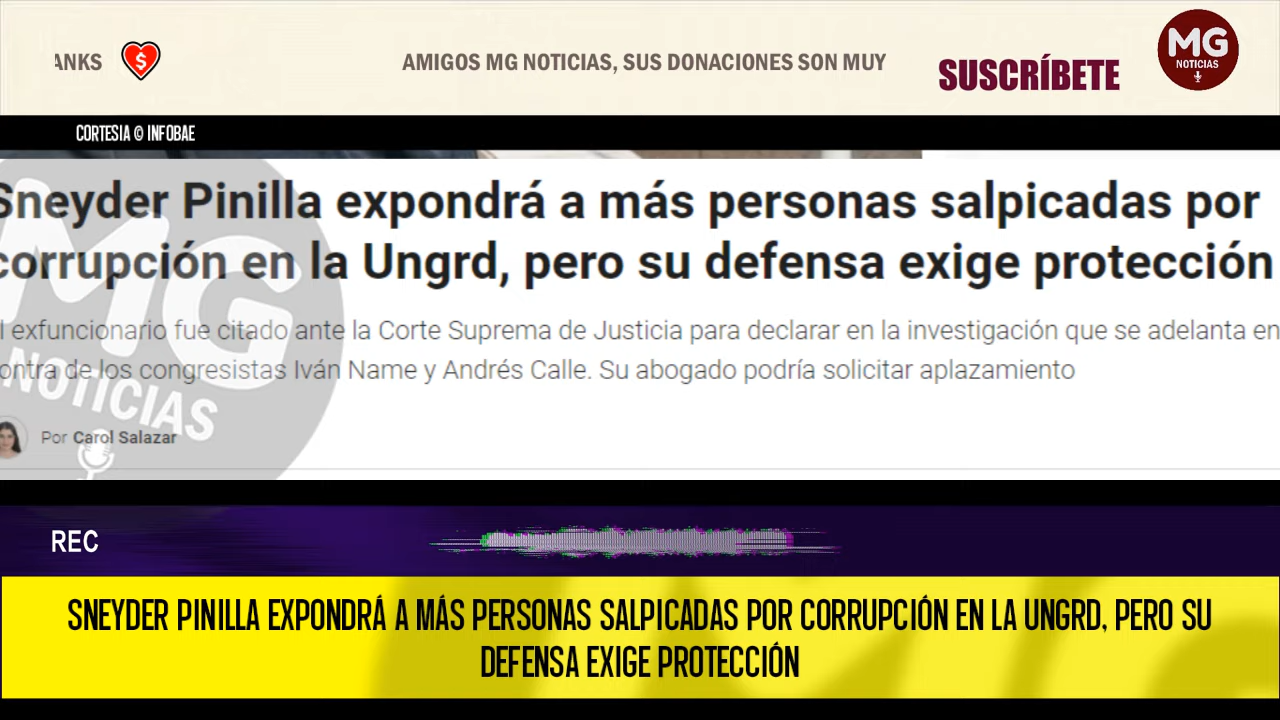 ANKS
AMIGOS MG NOTICIAS, SUS DONACIONES SON MUY
SUSCRÍBETE
MG
NOTICIAS
CORTESIA © INFOBAE
Sneyder Pinilla expondrá a más personas salpicadas por
corrupción en la Ungrd, pero su defensa exige protección
l exfuncionario fue citado ante la Corte Suprema de Justicia para declarar en la investigación que se adelanta en
ontra de los congresistas Iván Name y Andrés Calle. Su abogado podría solicitar aplazamiento
MG
NOTICIAS
Por Carol Salazar
REC
SNEYDER PINILLA EXPONDRÁ A MÁS PERSONAS SALPICADAS POR CORRUPCIÓN EN LA UNGRD, PERO SU
DEFENSA EXIGE PROTECCIÓN